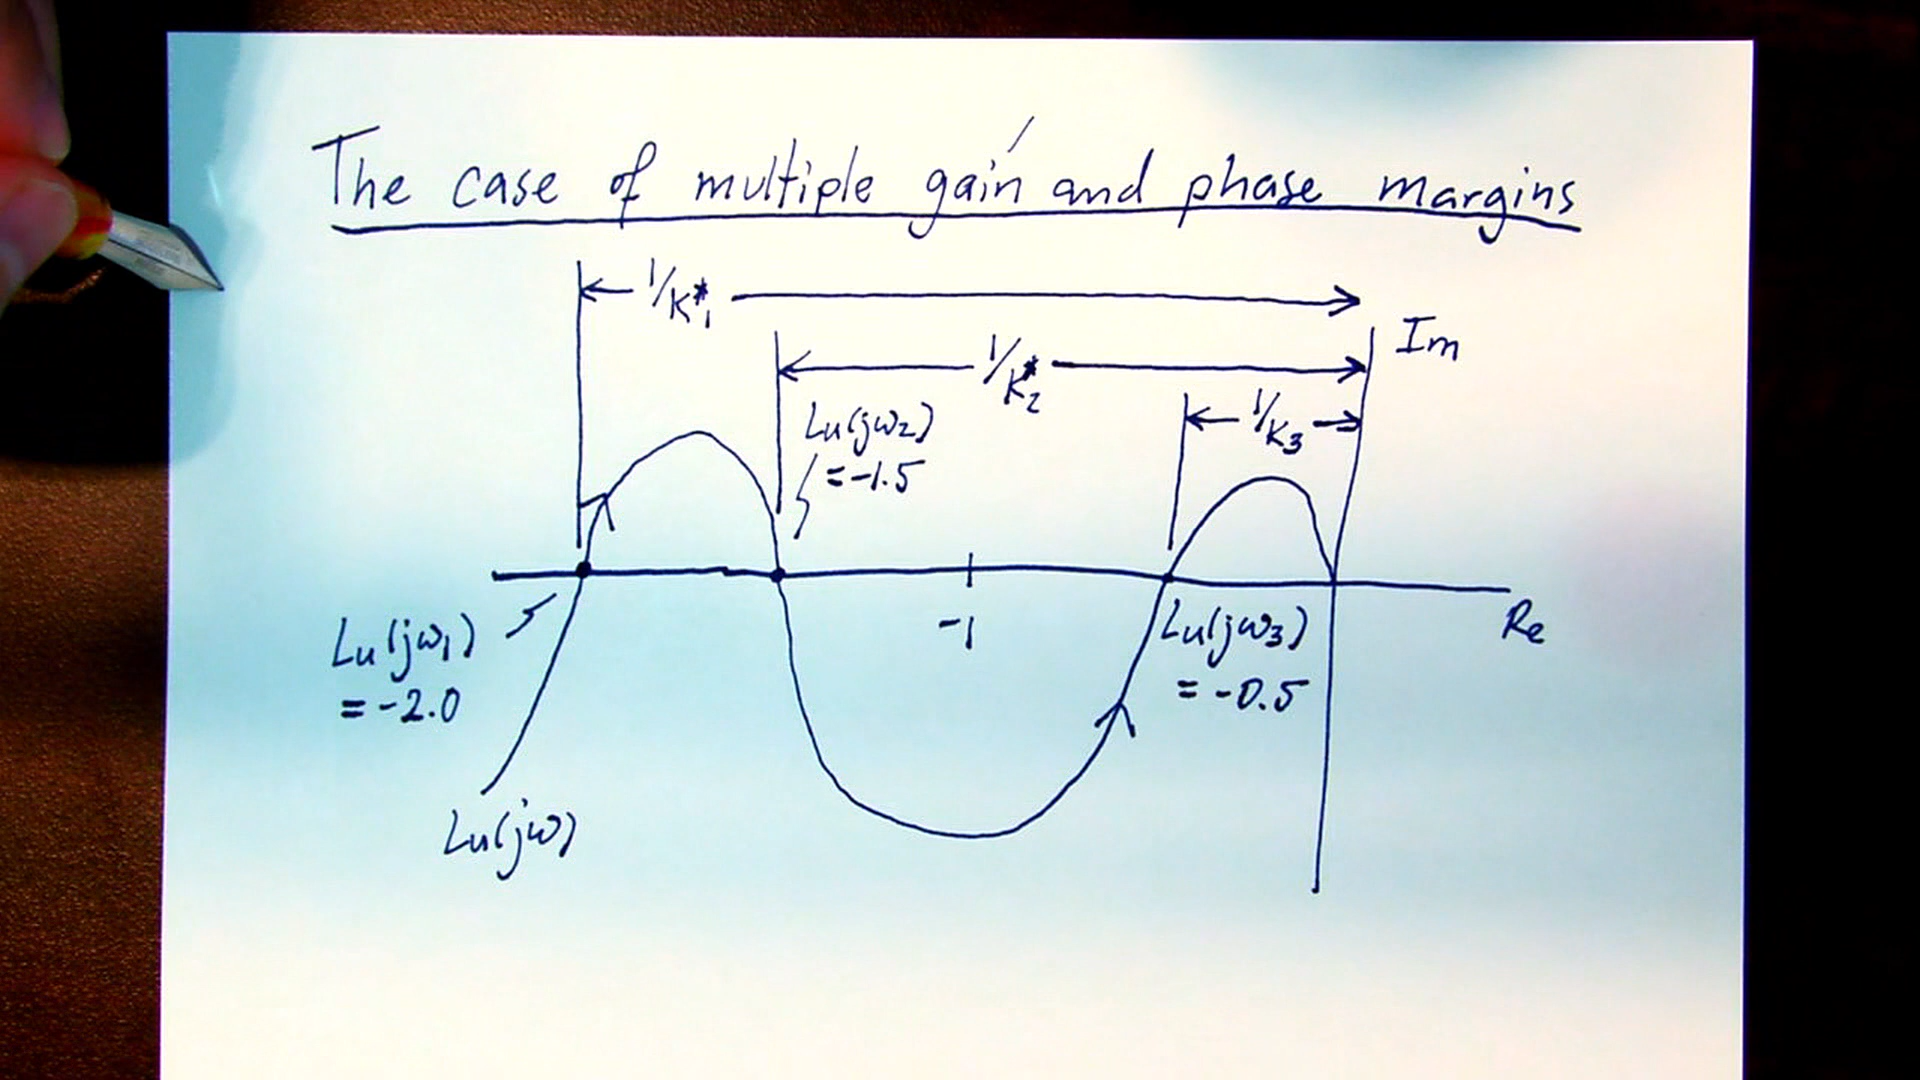 The case of multiple gain and phase margins
1/K*1
Im
1/K*2
Lu(jω2)
= -1.5
1/K3
-1
Lu(jω1)
= -2.0
Lu(jω3)
= -0.5
Re
Lu(jω)